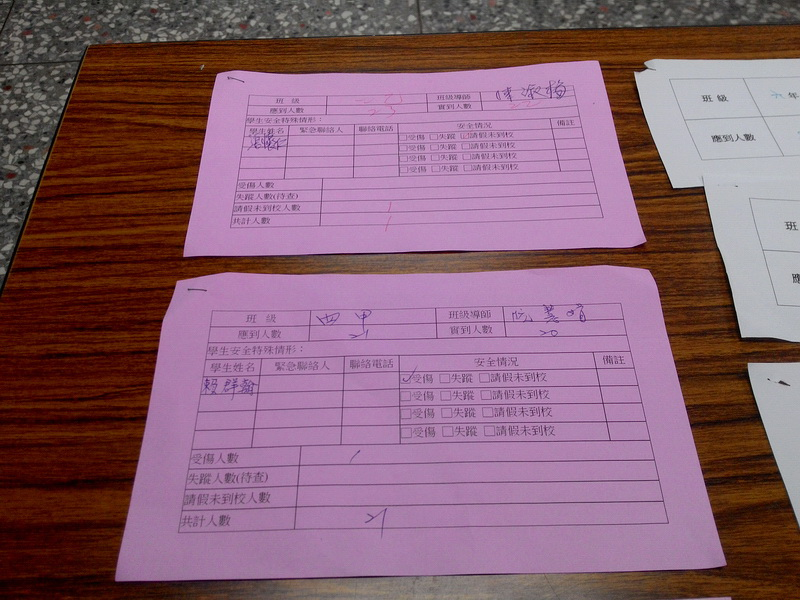 班 級 班級導師
應到人數 23 實到人數 22
學生安全特殊情形：
學生姓名 緊急聯絡人 聯絡電話 安全情況 備註
□受傷 □失蹤 ☑請假未到校
□受傷 □失蹤 □請假未到校
□受傷 □失蹤 □請假未到校
□受傷 □失蹤 □請假未到校
受傷人數
失蹤人數(待查)
請假未到校人數 1
共計人數 1
班 級 四甲 班級導師 阮慧晴
應到人數 21 實到人數 20
學生安全特殊情形：
學生姓名 緊急聯絡人 聯絡電話 安全情況 備註
賴群翰 ☑受傷 □失蹤 □請假未到校
□受傷 □失蹤 □請假未到校
□受傷 □失蹤 □請假未到校
□受傷 □失蹤 □請假未到校
受傷人數 1
失蹤人數(待查)
請假未到校人數
共計人數 21
班 級 六年
應到人數
班
應